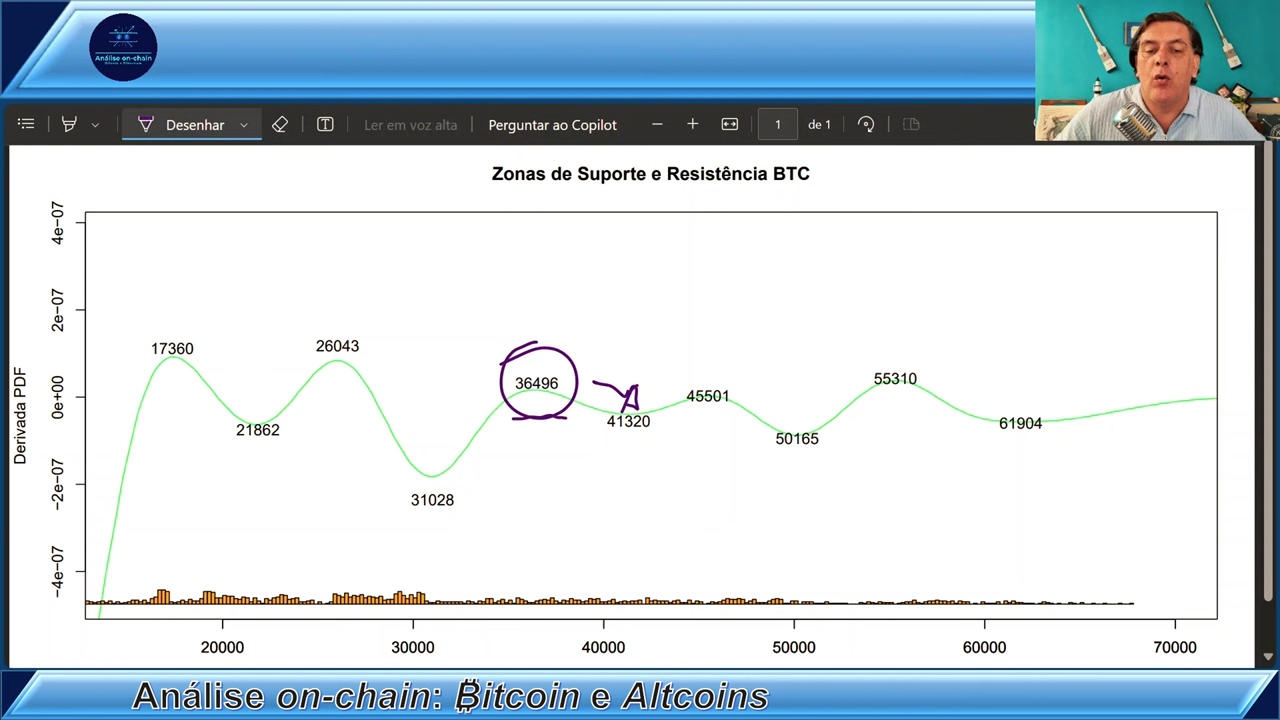 Análise on-chain
Desenhar
Ler em voz alta
Perguntar ao Copilot
1
de 1
Zonas de Suporte e Resistência BTC
Derivada PDF
4e−07
2e−07
0e+00
−2e−07
−4e−07
17360
21862
26043
31028
36496
41320
45501
50165
55310
61904
20000
30000
40000
50000
60000
70000
Análise on-chain: ₿itcoin e Altcoins